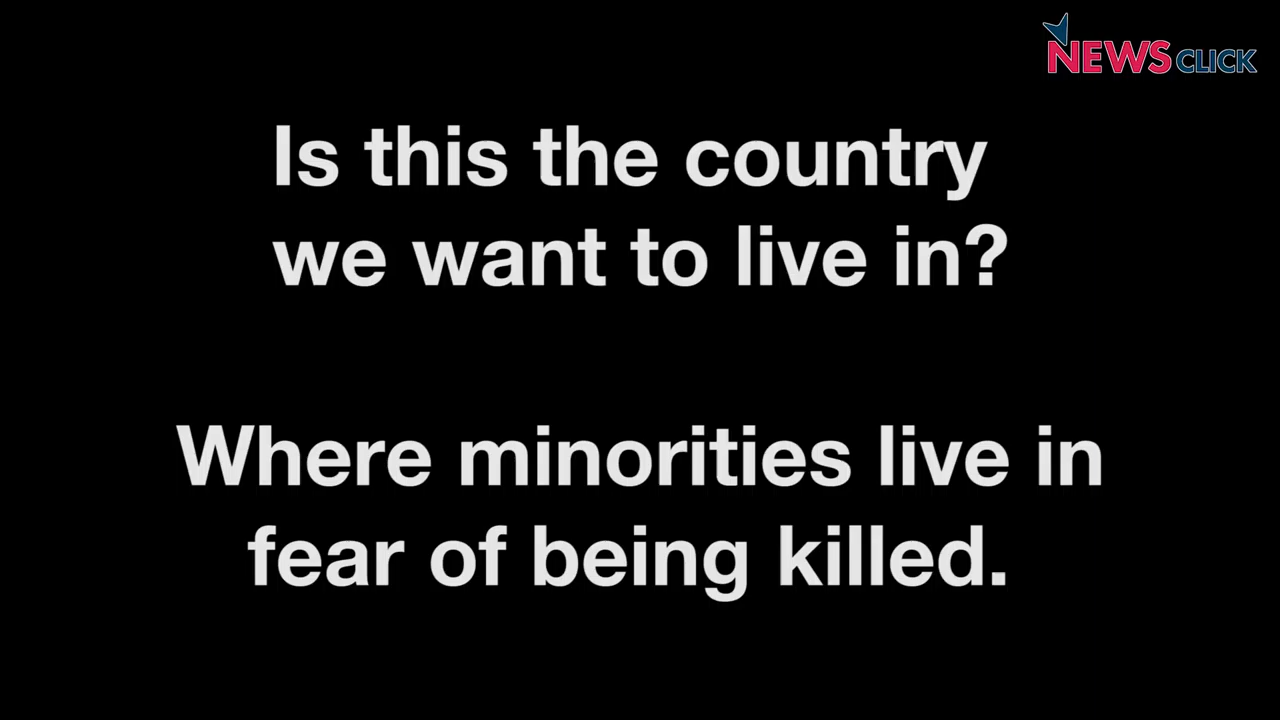 NEWSCLICK
Is this the country
we want to live in?
Where minorities live in
fear of being killed.